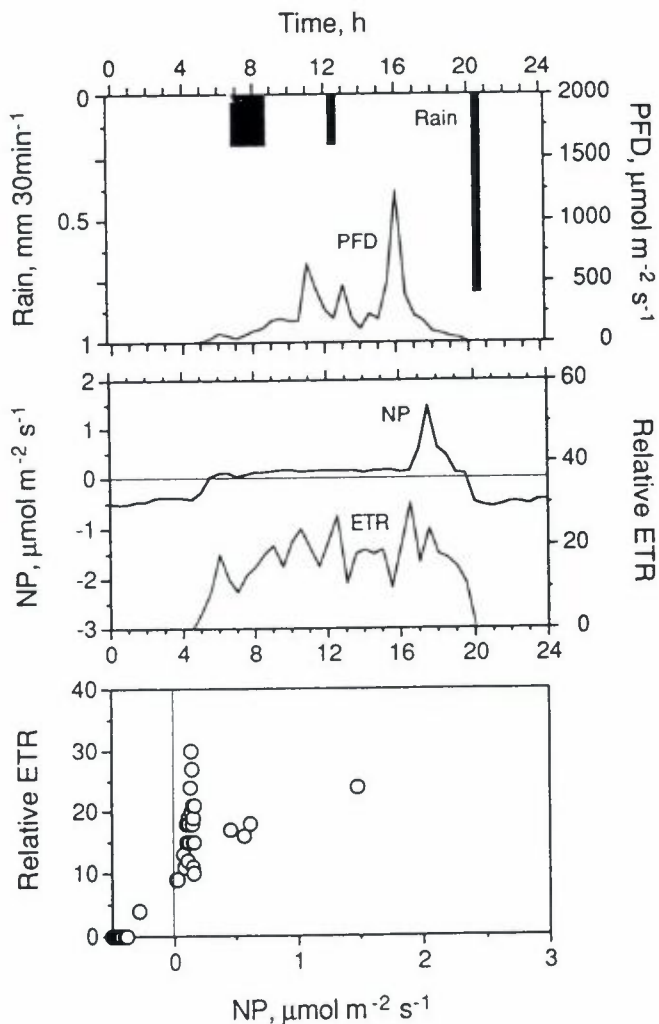 Time, h
0 4 8 12 16 20 24
Rain, mm 30min⁻¹
0
0.5
1
Rain
PFD
2000
1500
1000
500
0
PFD, µmol m⁻² s⁻¹
NP, µmol m⁻² s⁻¹
2
1
0
-1
-2
-3
NP
ETR
60
40
20
0
Relative ETR
0 4 8 12 16 20 24
Relative ETR
40
30
20
10
0
0 1 2 3
NP, µmol m⁻² s⁻¹